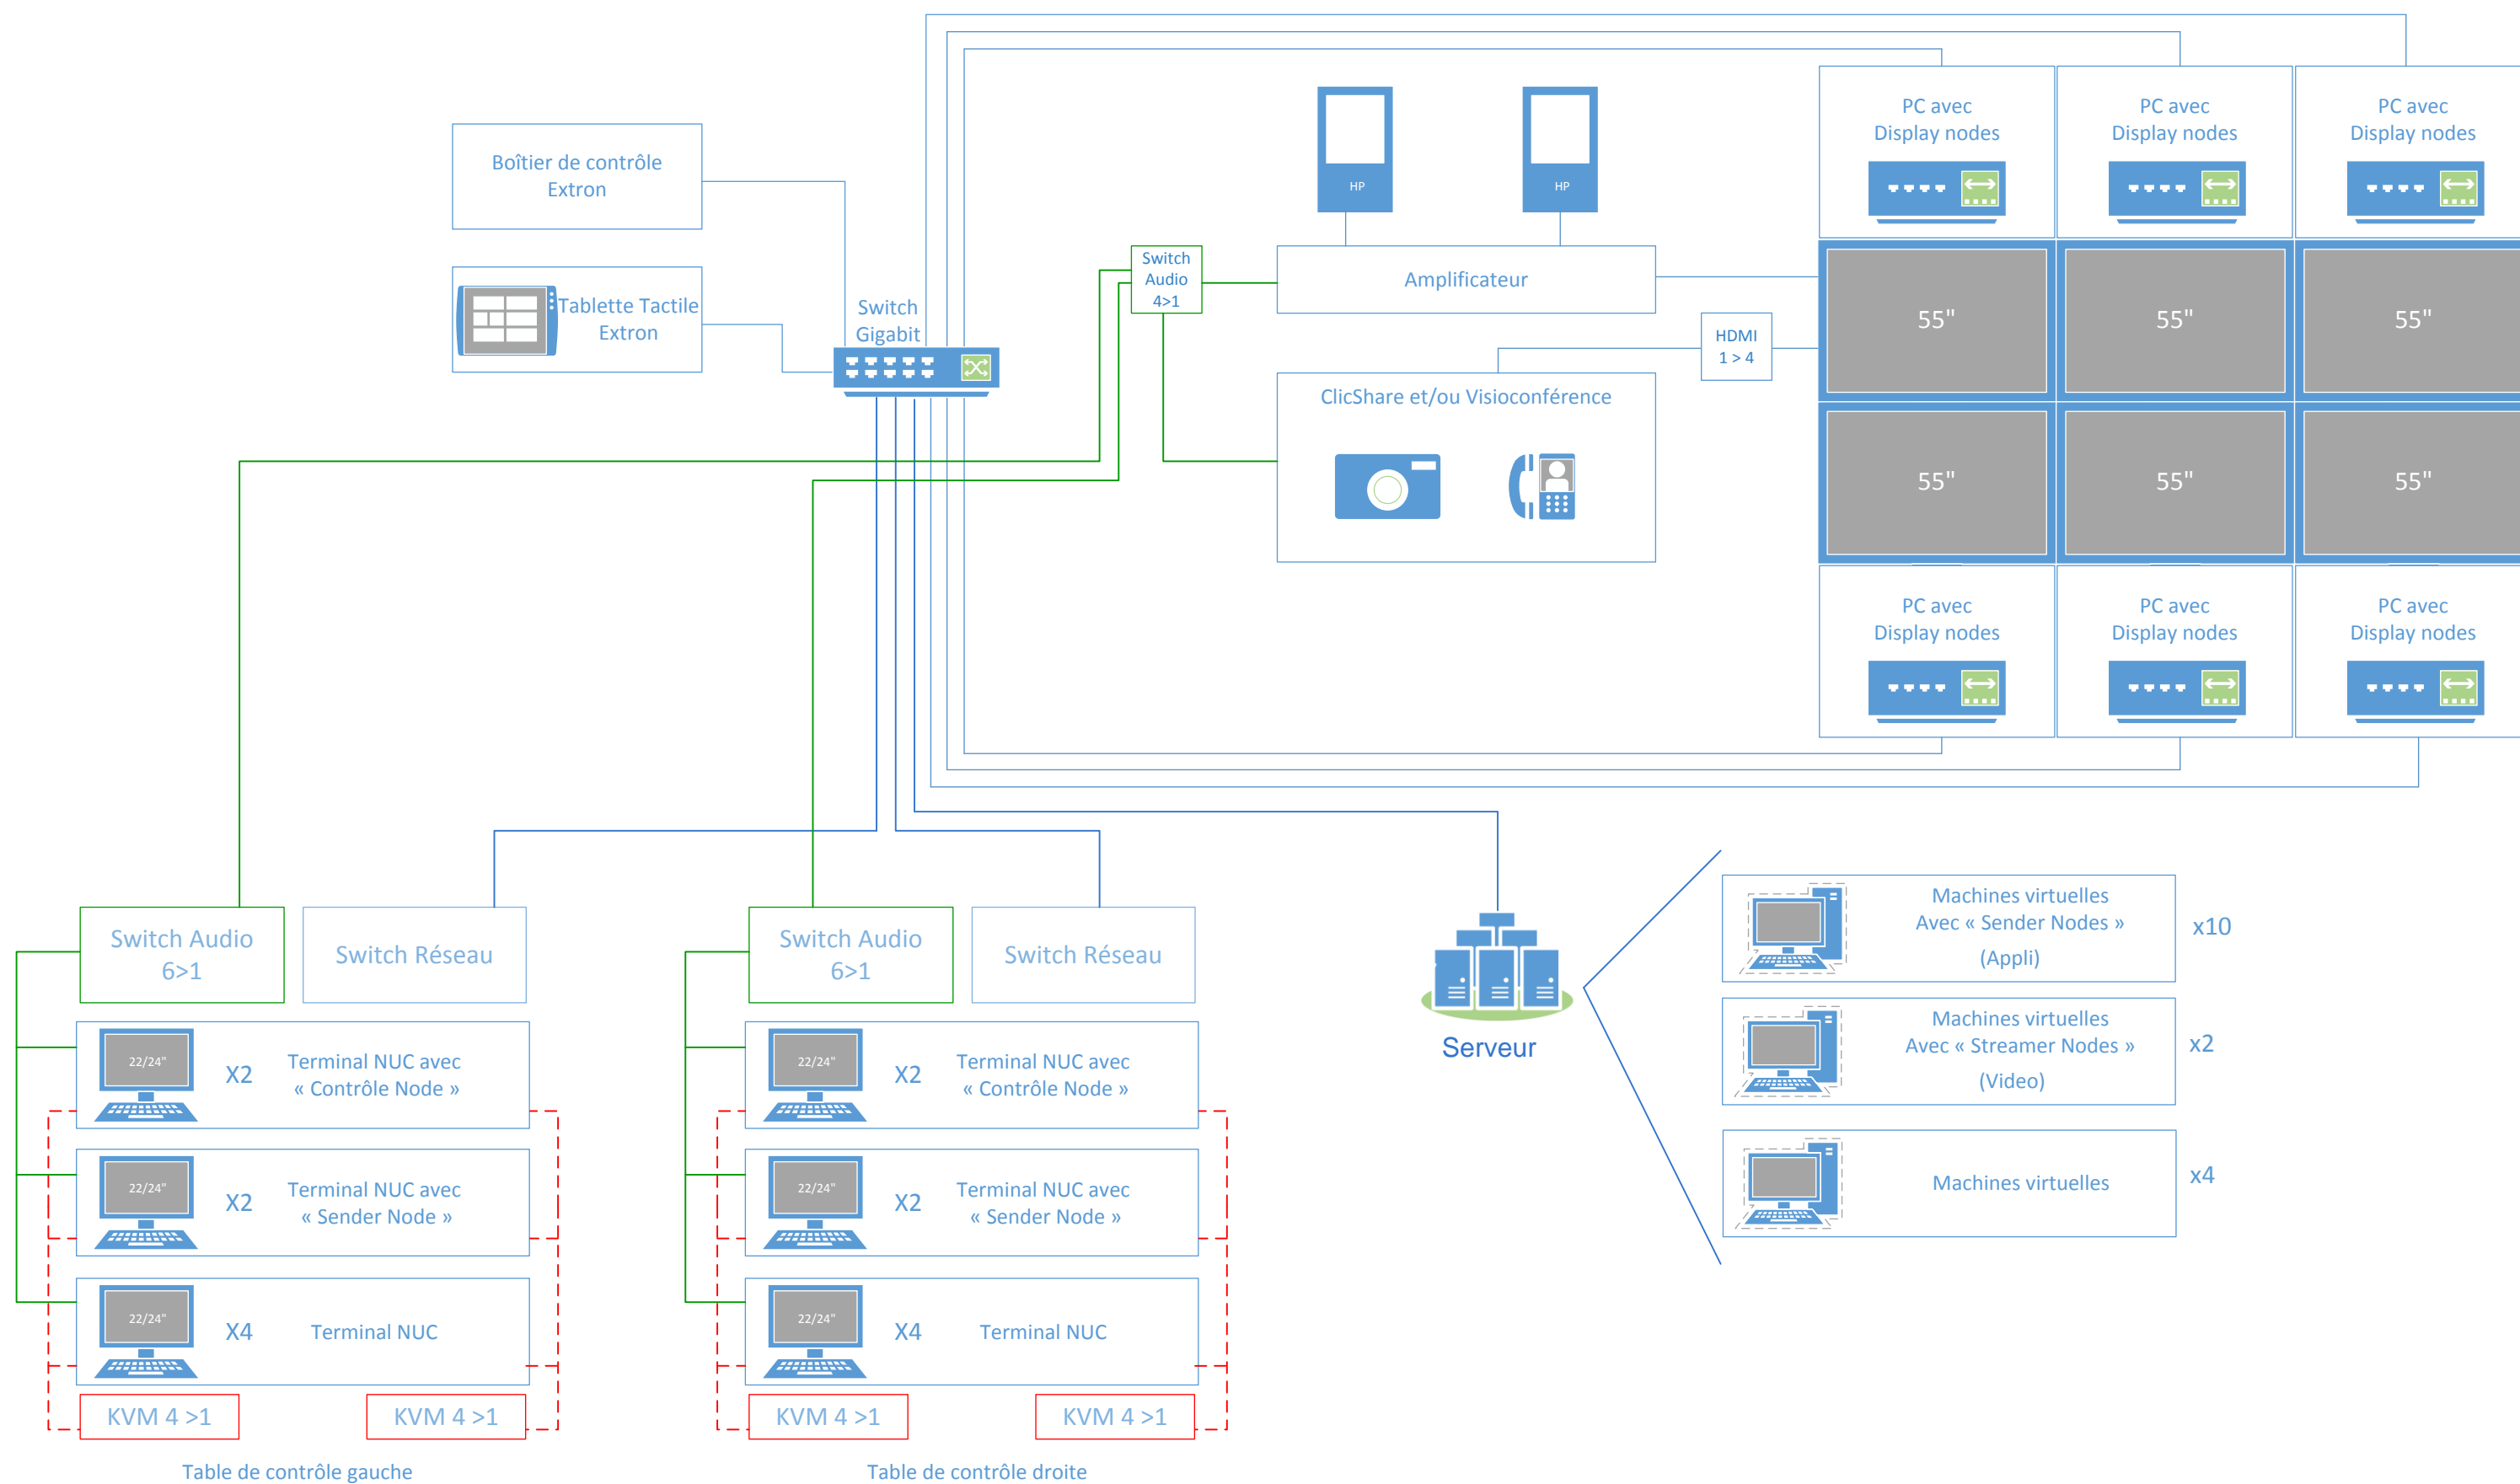 Boîtier de contrôle
Extron
Tablette Tactile
Extron
Switch
Gigabit
HP
HP
Switch
Audio
4>1
Amplificateur
HDMI
1 > 4
ClicShare et/ou Visioconférence
PC avec
Display nodes
PC avec
Display nodes
PC avec
Display nodes
55"
55"
55"
55"
55"
55"
PC avec
Display nodes
PC avec
Display nodes
PC avec
Display nodes
Switch Audio
6>1
Switch Réseau
22/24"
X2
Terminal NUC avec
« Contrôle Node »
22/24"
X2
Terminal NUC avec
« Sender Node »
22/24"
X4
Terminal NUC
KVM 4 >1
KVM 4 >1
Table de contrôle gauche
Switch Audio
6>1
Switch Réseau
22/24"
X2
Terminal NUC avec
« Contrôle Node »
22/24"
X2
Terminal NUC avec
« Sender Node »
22/24"
X4
Terminal NUC
KVM 4 >1
KVM 4 >1
Table de contrôle droite
Serveur
Machines virtuelles
Avec « Sender Nodes »
(Appli)
x10
Machines virtuelles
Avec « Streamer Nodes »
(Video)
x2
Machines virtuelles
x4